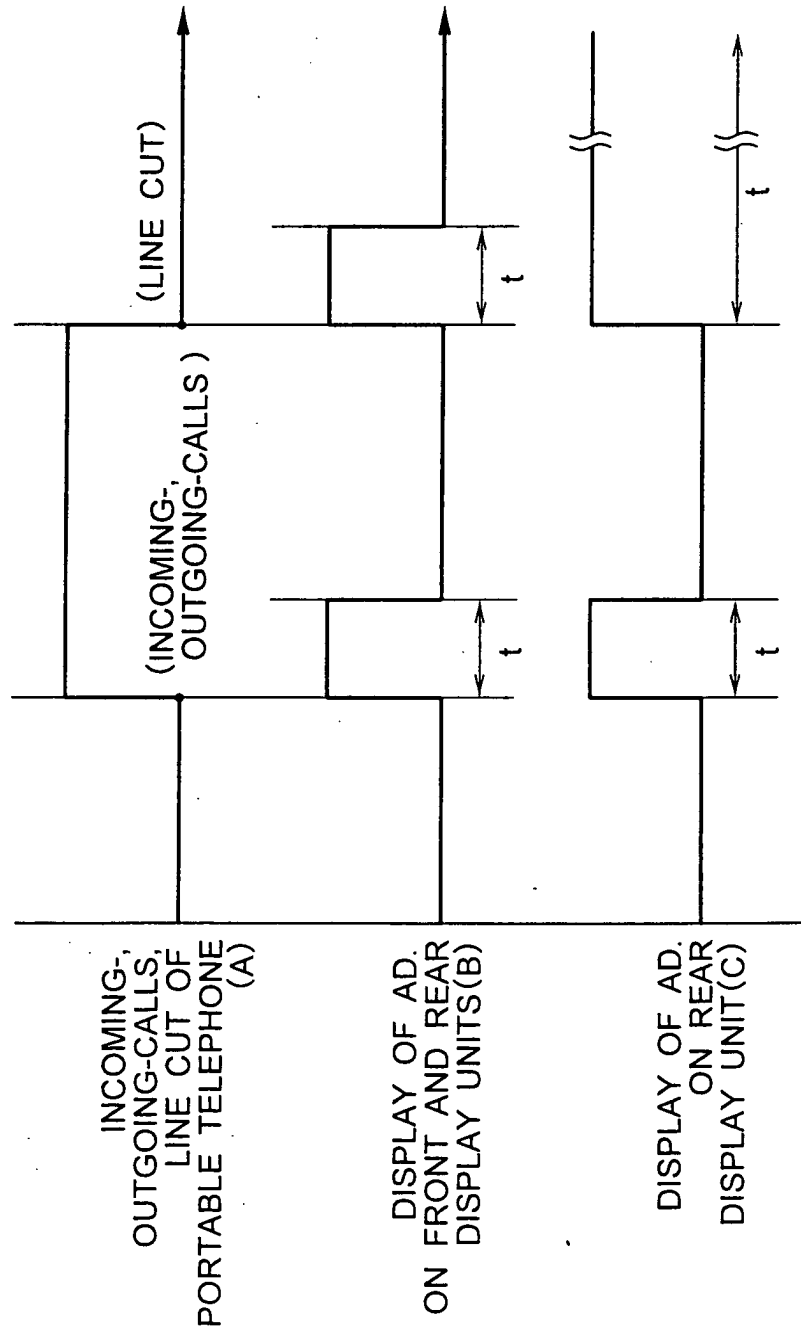 INCOMING-,
OUTGOING-CALLS,
LINE CUT OF
PORTABLE TELEPHONE
(A)
(INCOMING-,
OUTGOING-CALLS)
(LINE CUT)
DISPLAY OF AD.
ON FRONT AND REAR
DISPLAY UNITS(B)
t
t
DISPLAY OF AD.
ON REAR
DISPLAY UNIT(C)
t
t